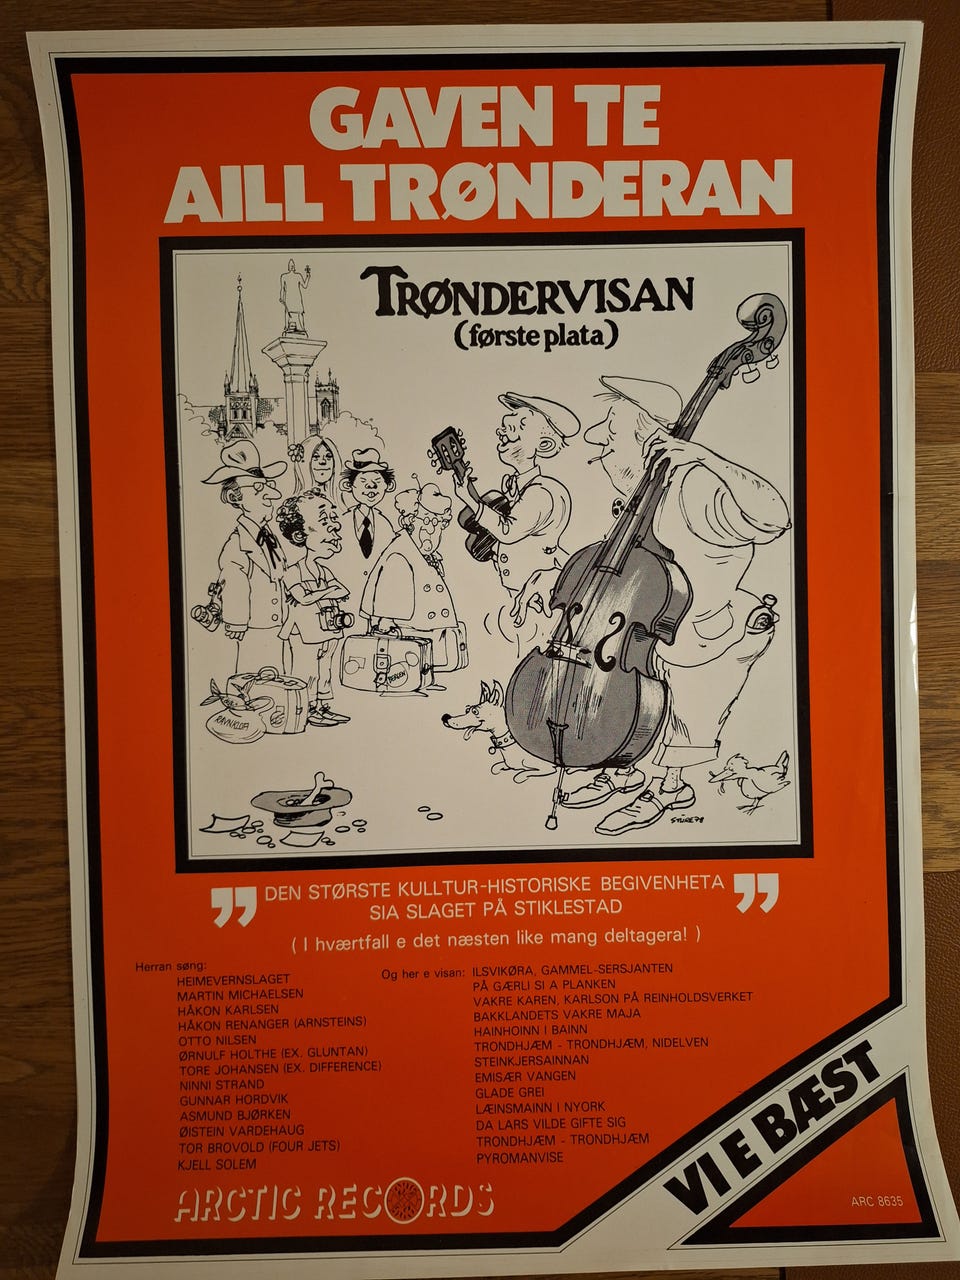 GAVEN TE
AILL TRØNDERAN
TRØNDERVISAN
(første plata)
BERGEN
RAVNKLOA
STÜRE 78
" DEN STØRSTE KULLTUR-HISTORISKE BEGIVENHETA "
SIA SLAGET PÅ STIKLESTAD
( I hværtfall e det næsten like mang deltagera! )
Herran søng:
HEIMEVERNSLAGET
MARTIN MICHAELSEN
HÅKON KARLSEN
HÅKON RENANGER (ARNSTEINS)
OTTO NILSEN
ØRNULF HOLTHE (EX. GLUNTAN)
TORE JOHANSEN (EX. DIFFERENCE)
NINNI STRAND
GUNNAR HORDVIK
ASMUND BJØRKEN
ØISTEIN VARDEHAUG
TOR BROVOLD (FOUR JETS)
KJELL SOLEM
Og her e visan: ILSVIKØRA, GAMMEL-SERSJANTEN
PÅ GÆRLI SI A PLANKEN
VAKRE KAREN, KARLSON PÅ REINHOLDSVERKET
BAKKLANDETS VAKRE MAJA
HAINHOINN I BAINN
TRONDHJÆM - TRONDHJÆM, NIDELVEN
STEINKJERSAINNAN
EMISÆR VANGEN
GLADE GREI
LÆINSMAINN I NYORK
DA LARS VILDE GIFTE SIG
TRONDHJÆM - TRONDHJÆM
PYROMANVISE
ARCTIC RECORDS
VI E BÆST
ARC 8635